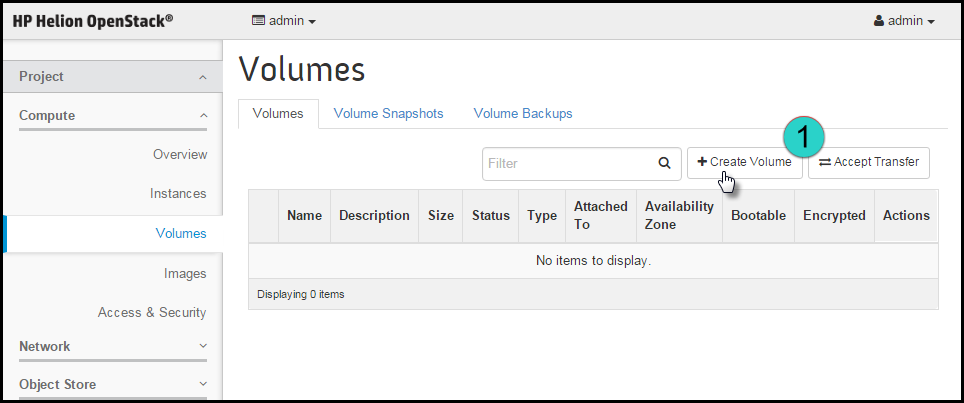 HP Helion OpenStack®
admin
admin
Project
Compute
Overview
Instances
Volumes
Images
Access & Security
Network
Object Store
Volumes
Volumes
Volume Snapshots
Volume Backups
1
Filter
Create Volume
Accept Transfer
Name Description Size Status Type Attached To Availability Zone Bootable Encrypted Actions
No items to display.
Displaying 0 items